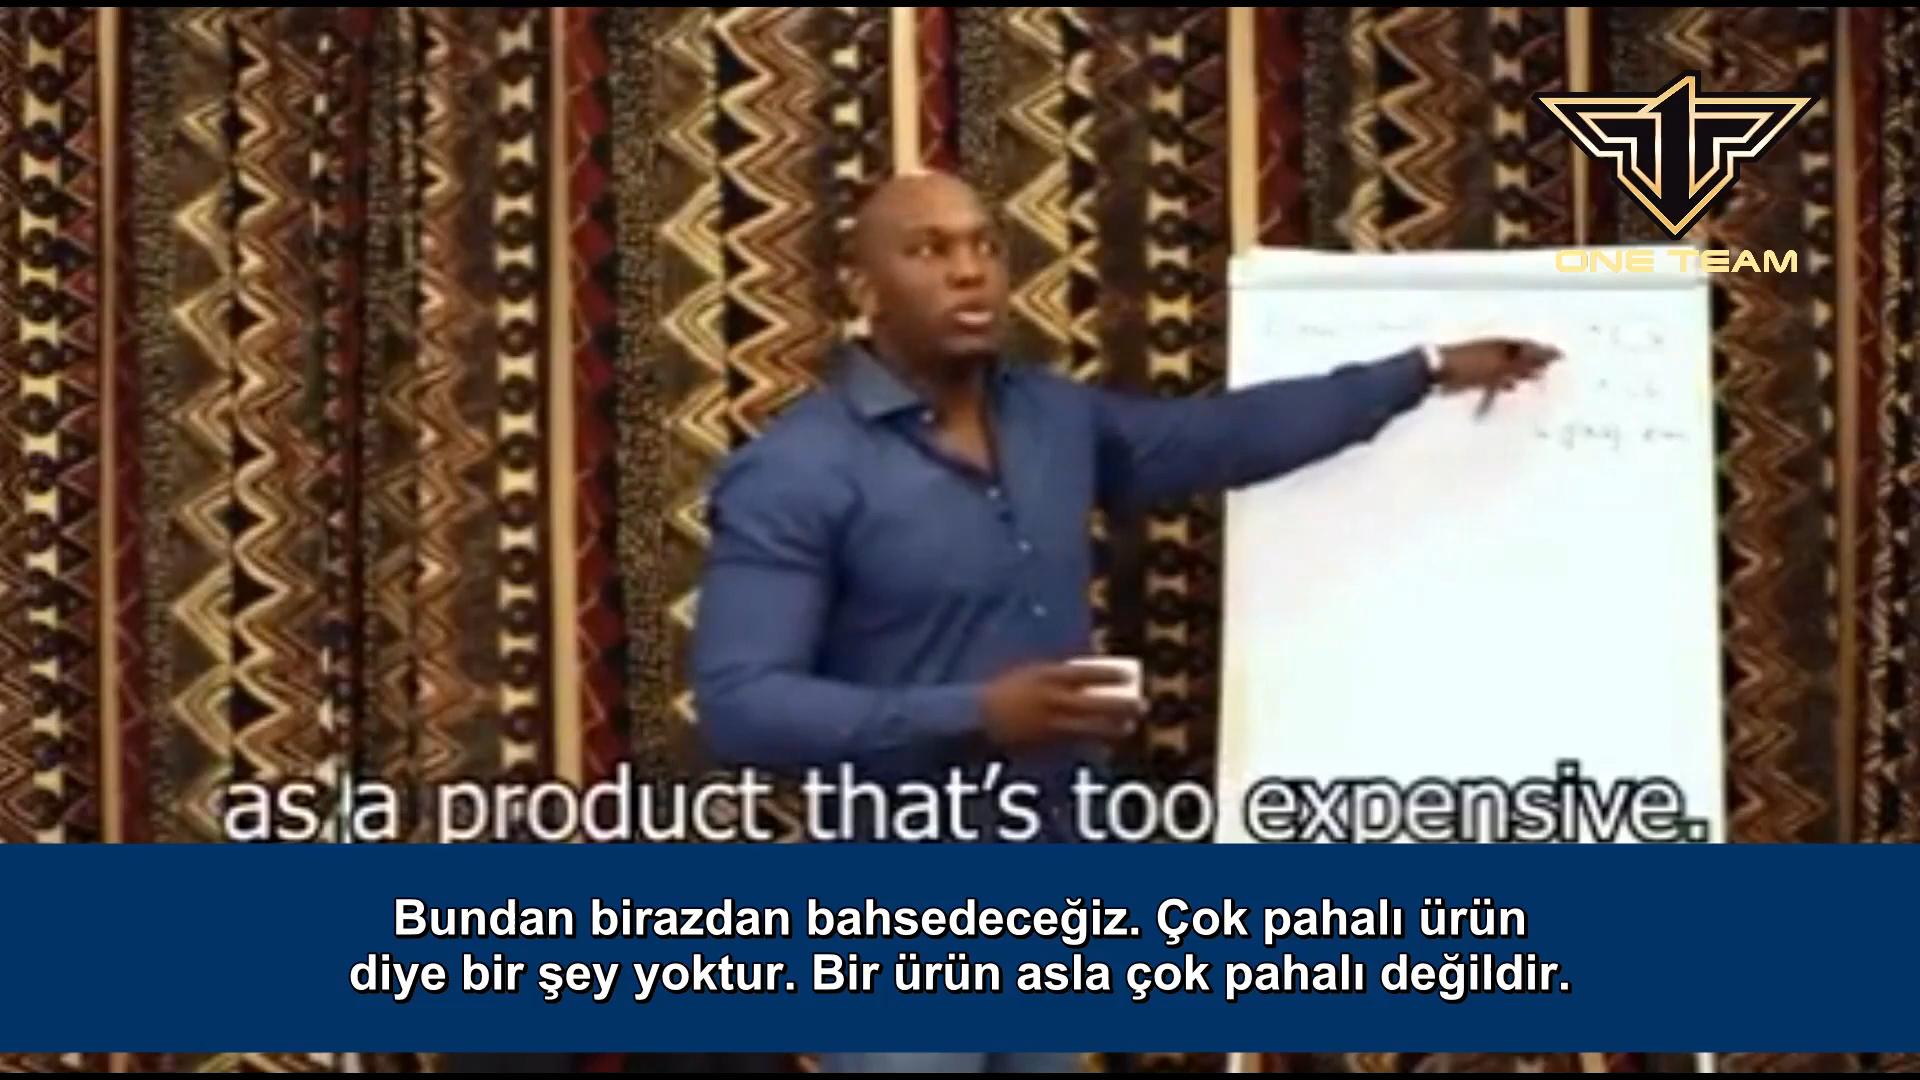 ONE TEAM
as a product that's too expensive.
Bundan birazdan bahsedeceğiz. Çok pahalı ürün
diye bir şey yoktur. Bir ürün asla çok pahalı değildir.